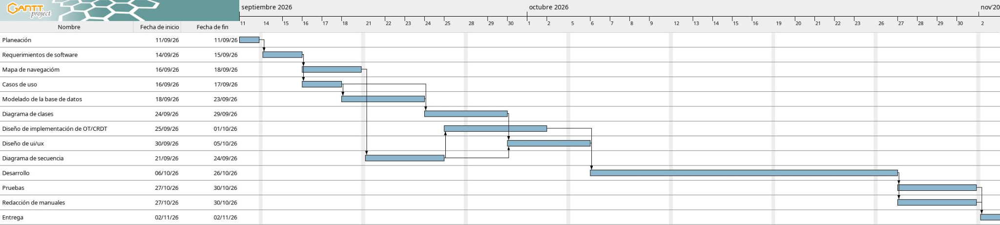 GANTT project
septiembre 2026 octubre 2026 nov'20
Nombre Fecha de inicio Fecha de fin 11 14 15 16 17 18 21 22 23 24 25 28 29 30 1 2 5 6 7 8 9 12 13 14 15 16 19 20 21 22 23 26 27 28 29 30 2
Planeación 11/09/26 11/09/26
Requerimientos de software 14/09/26 15/09/26
Mapa de navegacióm 16/09/26 18/09/26
Casos de uso 16/09/26 17/09/26
Modelado de la base de datos 18/09/26 23/09/26
Diagrama de clases 24/09/26 29/09/26
Diseño de implementación de OT/CRDT 25/09/26 01/10/26
Diseño de ui/ux 30/09/26 05/10/26
Diagrama de secuencia 21/09/26 24/09/26
Desarrollo 06/10/26 26/10/26
Pruebas 27/10/26 30/10/26
Redacción de manuales 27/10/26 30/10/26
Entrega 02/11/26 02/11/26